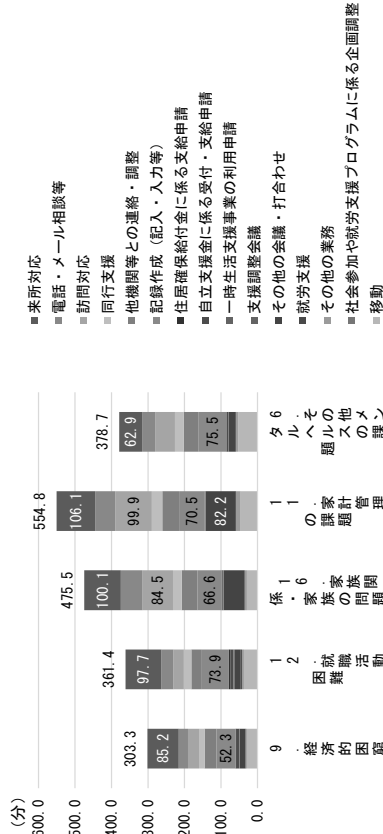 （分）
600.0
500.0
400.0
300.0
200.0
100.0
0.0
303.3
85.2
52.3
361.4
97.7
73.9
475.5
100.1
84.5
66.6
554.8
106.1
99.9
70.5
82.2
378.7
62.9
75.5
9．経済的困窮
12．就職活動
困難
16．家族関
係・家族の問題
11．家計管理
の課題
6．その他のメン
タルヘルスの課
題
■来所対応
■電話・メール相談等
■訪問対応
■同行支援
■他機関等との連絡・調整
■記録作成（記入・入力等）
■住居確保給付金に係る支給申請
■自立支援金に係る受付・支給申請
■一時生活支援事業の利用申請
■支援調整会議
■その他の会議・打合わせ
■就労支援
■その他の業務
■社会参加や就労支援プログラムに係る企画調整
■移動